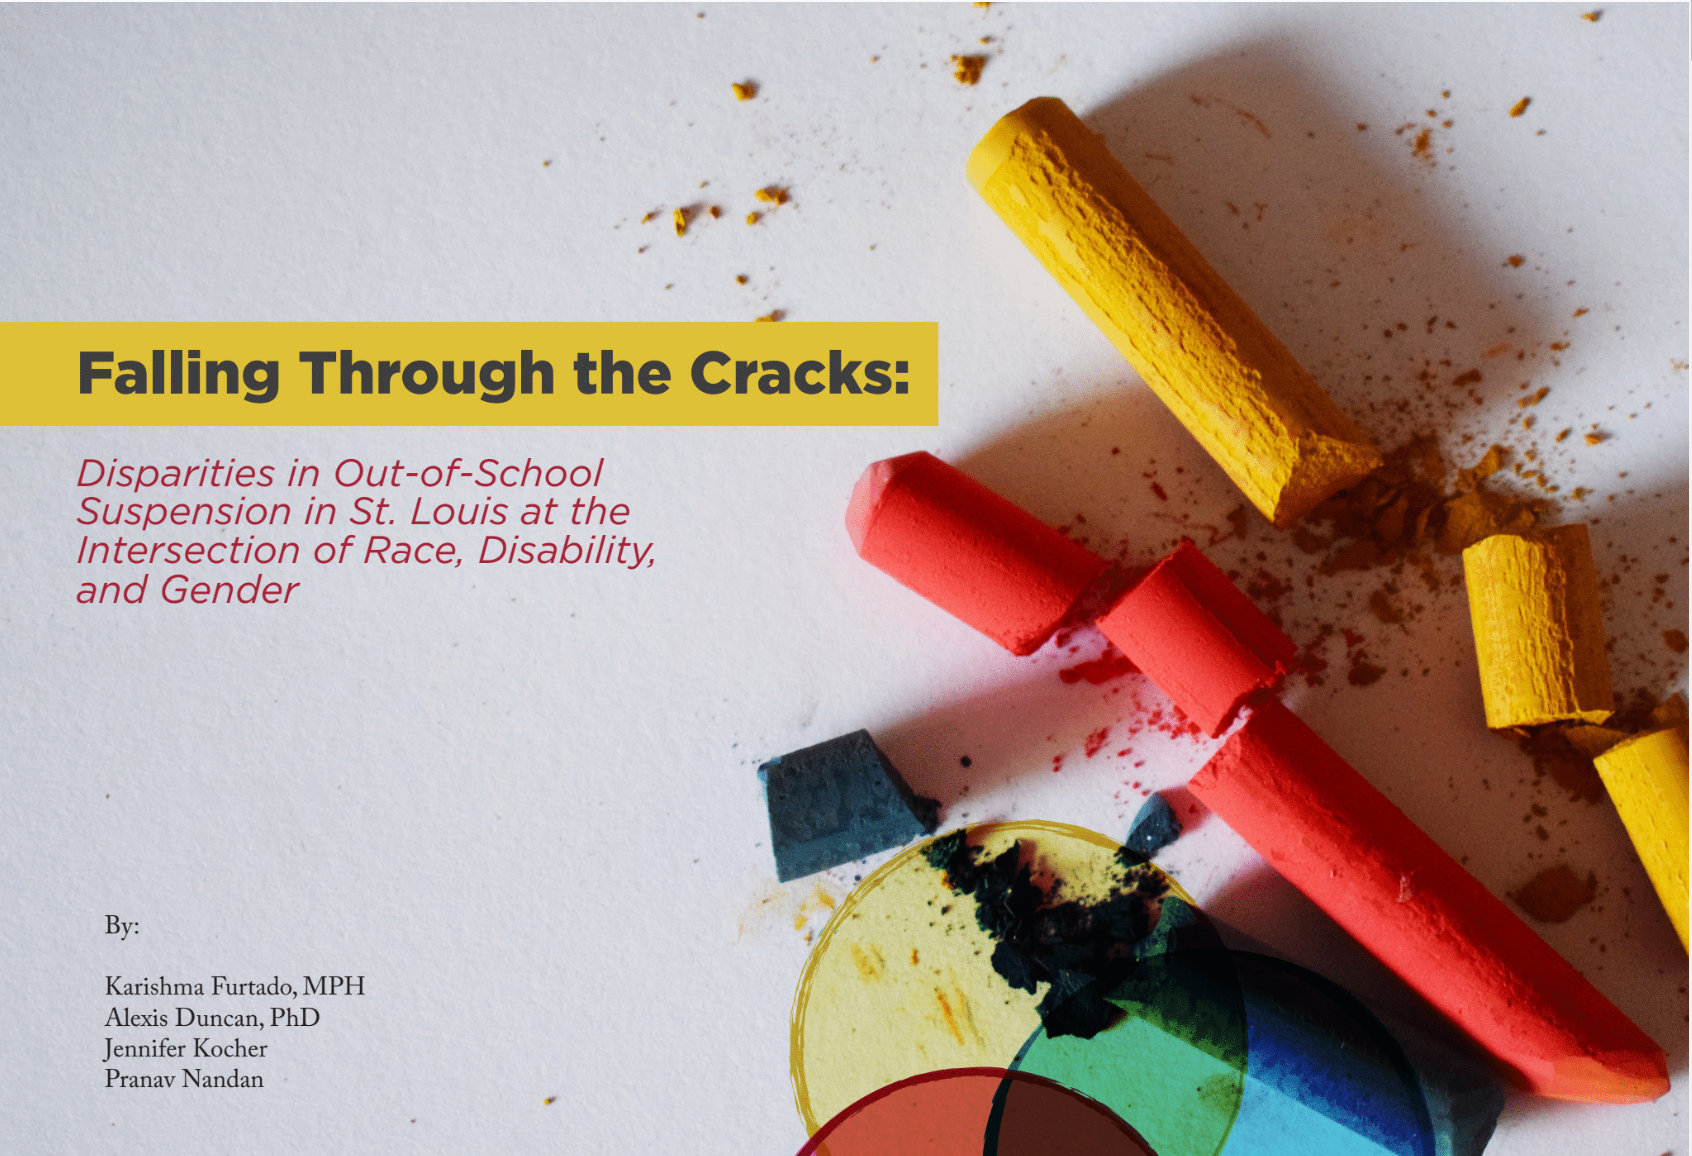 Falling Through the Cracks:
Disparities in Out-of-School
Suspension in St. Louis at the
Intersection of Race, Disability,
and Gender
By:
Karishma Furtado, MPH
Alexis Duncan, PhD
Jennifer Kocher
Pranav Nandan